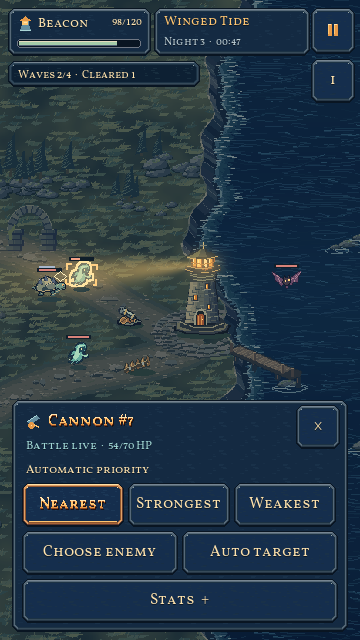 Beacon 98/120
Winged Tide
Night 3 · 00:47
Waves 2/4 · Cleared 1
I
Cannon #7
X
Battle live · 54/70 HP
Automatic priority
Nearest
Strongest
Weakest
Choose enemy
Auto target
Stats +